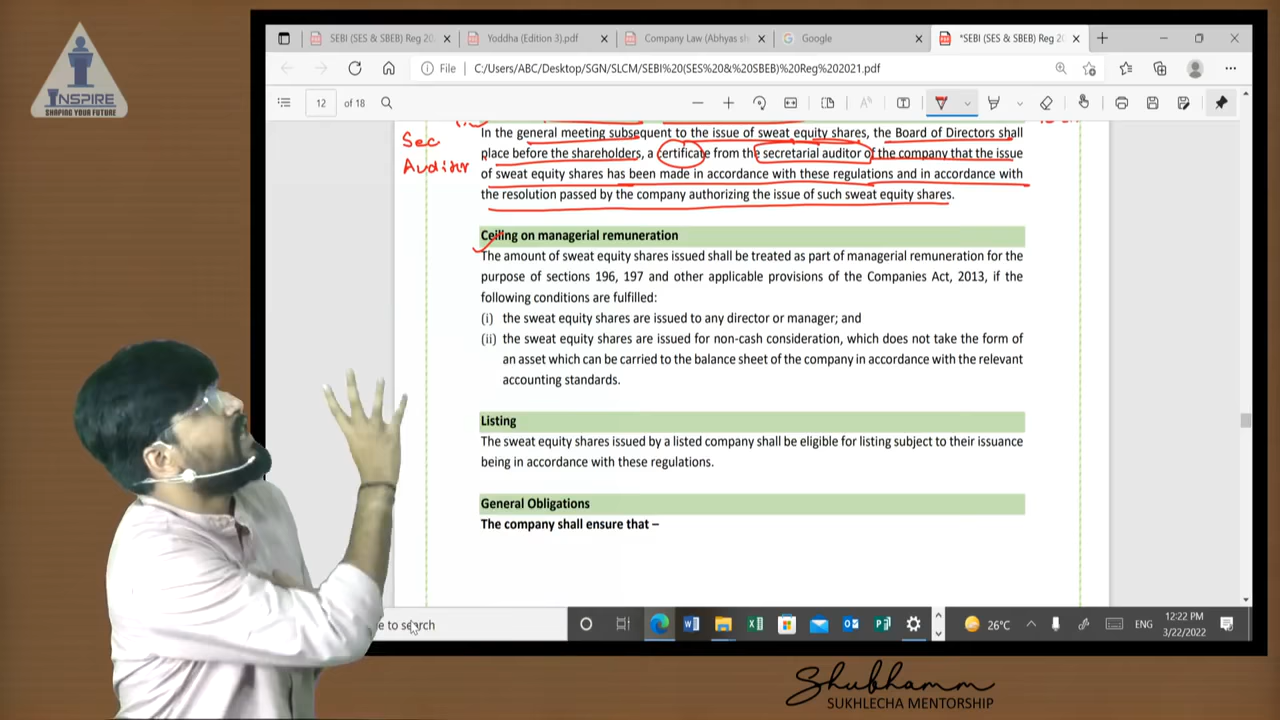 INSPIRE
SHAPING YOUR FUTURE
SEBI (SES & SBEB) Reg 20
Yoddha (Edition 3).pdf
Company Law (Abhyas sh
Google
*SEBI (SES & SBEB) Reg 2
File
C:/Users/ABC/Desktop/SGN/SLCM/SEBI%20(SES%20&%20SBEB)%20Reg%202021.pdf
12 of 18
Sec
Auditor
In the general meeting subsequent to the issue of sweat equity shares, the Board of Directors shall
place before the shareholders, a certificate from the secretarial auditor of the company that the issue
of sweat equity shares has been made in accordance with these regulations and in accordance with
the resolution passed by the company authorizing the issue of such sweat equity shares.
Ceiling on managerial remuneration
The amount of sweat equity shares issued shall be treated as part of managerial remuneration for the
purpose of sections 196, 197 and other applicable provisions of the Companies Act, 2013, if the
following conditions are fulfilled:
(i) the sweat equity shares are issued to any director or manager; and
(ii) the sweat equity shares are issued for non-cash consideration, which does not take the form of
an asset which can be carried to the balance sheet of the company in accordance with the relevant
accounting standards.
Listing
The sweat equity shares issued by a listed company shall be eligible for listing subject to their issuance
being in accordance with these regulations.
General Obligations
The company shall ensure that –
e to search
26°C
ENG
12:22 PM
3/22/2022
Shubhamm
SUKHLECHA MENTORSHIP